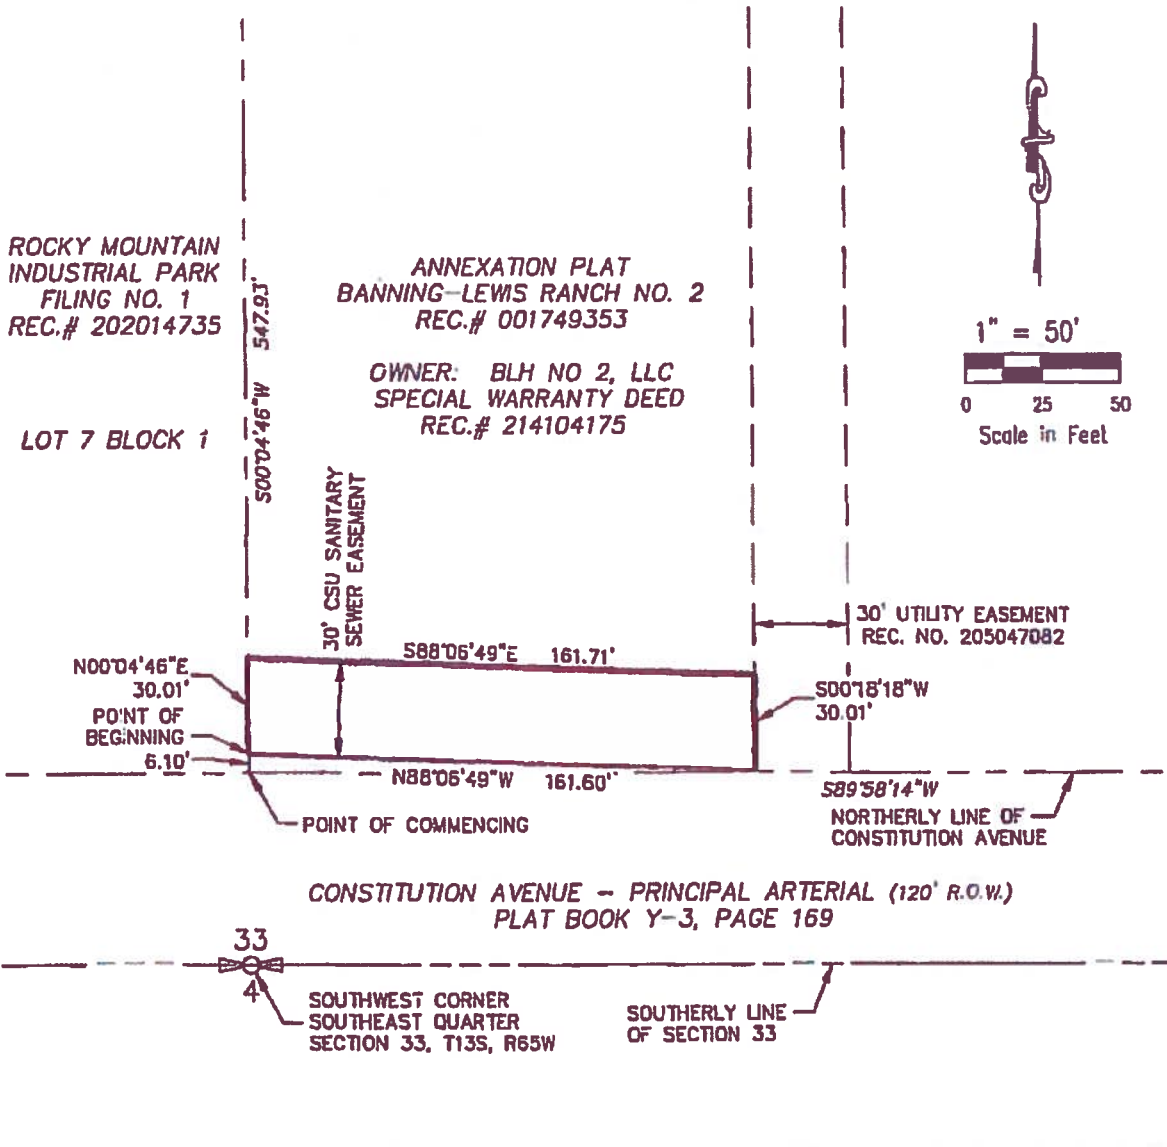 ROCKY MOUNTAIN
INDUSTRIAL PARK
FILING NO. 1
REC.# 202014735
LOT 7 BLOCK 1
S00°04'46"W 547.93'
ANNEXATION PLAT
BANNING-LEWIS RANCH NO. 2
REC.# 001749353
OWNER: BLH NO 2, LLC
SPECIAL WARRANTY DEED
REC.# 214104175
1" = 50'
0 25 50
Scale in Feet
30' CSU SANITARY
SEWER EASEMENT
30' UTILITY EASEMENT
REC. NO. 205047082
N00°04'46"E
30.01'
POINT OF
BEGINNING
6.10'
S88°06'49"E 161.71'
S00°18'18"W
30.01'
N88°06'49"W 161.60'
S89°58'14"W
POINT OF COMMENCING
NORTHERLY LINE OF
CONSTITUTION AVENUE
CONSTITUTION AVENUE - PRINCIPAL ARTERIAL (120' R.O.W.)
PLAT BOOK Y-3, PAGE 169
33
4
SOUTHWEST CORNER
SOUTHEAST QUARTER
SECTION 33, T13S, R65W
SOUTHERLY LINE
OF SECTION 33